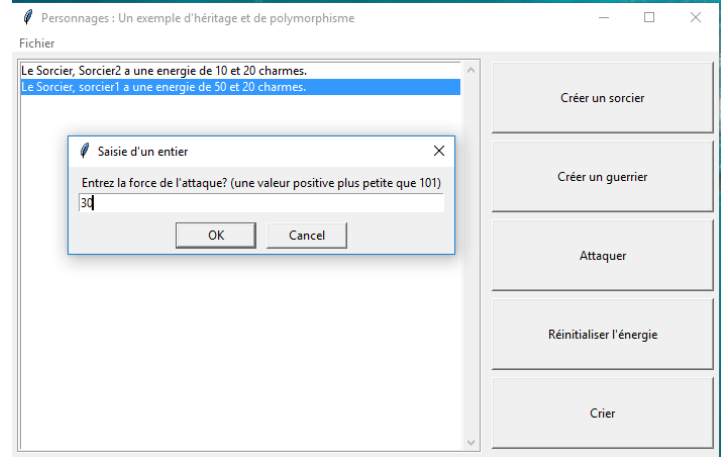 Personnages : Un exemple d'héritage et de polymorphisme
Fichier
Le Sorcier, Sorcier2 a une energie de 10 et 20 charmes.
Le Sorcier, sorcier1 a une energie de 50 et 20 charmes.
Saisie d'un entier
Entrez la force de l'attaque? (une valeur positive plus petite que 101)
30
OK
Cancel
Créer un sorcier
Créer un guerrier
Attaquer
Réinitialiser l'énergie
Crier